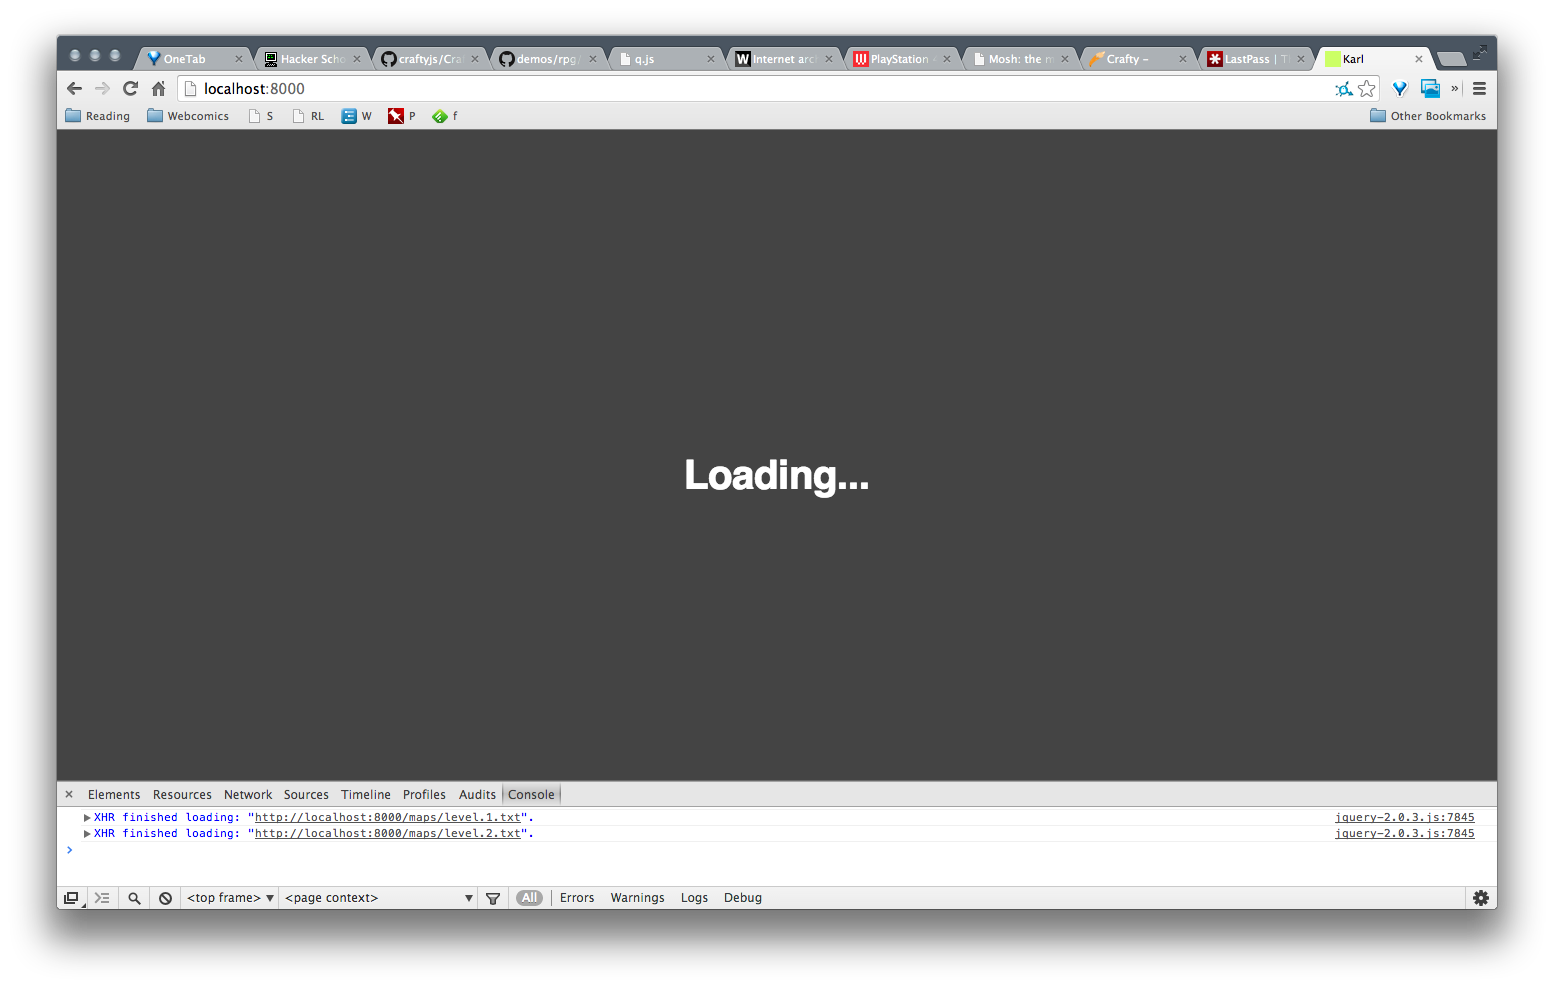 OneTab Hacker Scho craftyjs/Cra demos/rpg/ q.js Internet arc PlayStation Mosh: the m Crafty – LastPass | T Karl
localhost:8000
Reading Webcomics S RL W P f Other Bookmarks
Loading...
Elements Resources Network Sources Timeline Profiles Audits Console
XHR finished loading: "http://localhost:8000/maps/level.1.txt". jquery-2.0.3.js:7845
XHR finished loading: "http://localhost:8000/maps/level.2.txt". jquery-2.0.3.js:7845
<top frame> <page context> All Errors Warnings Logs Debug